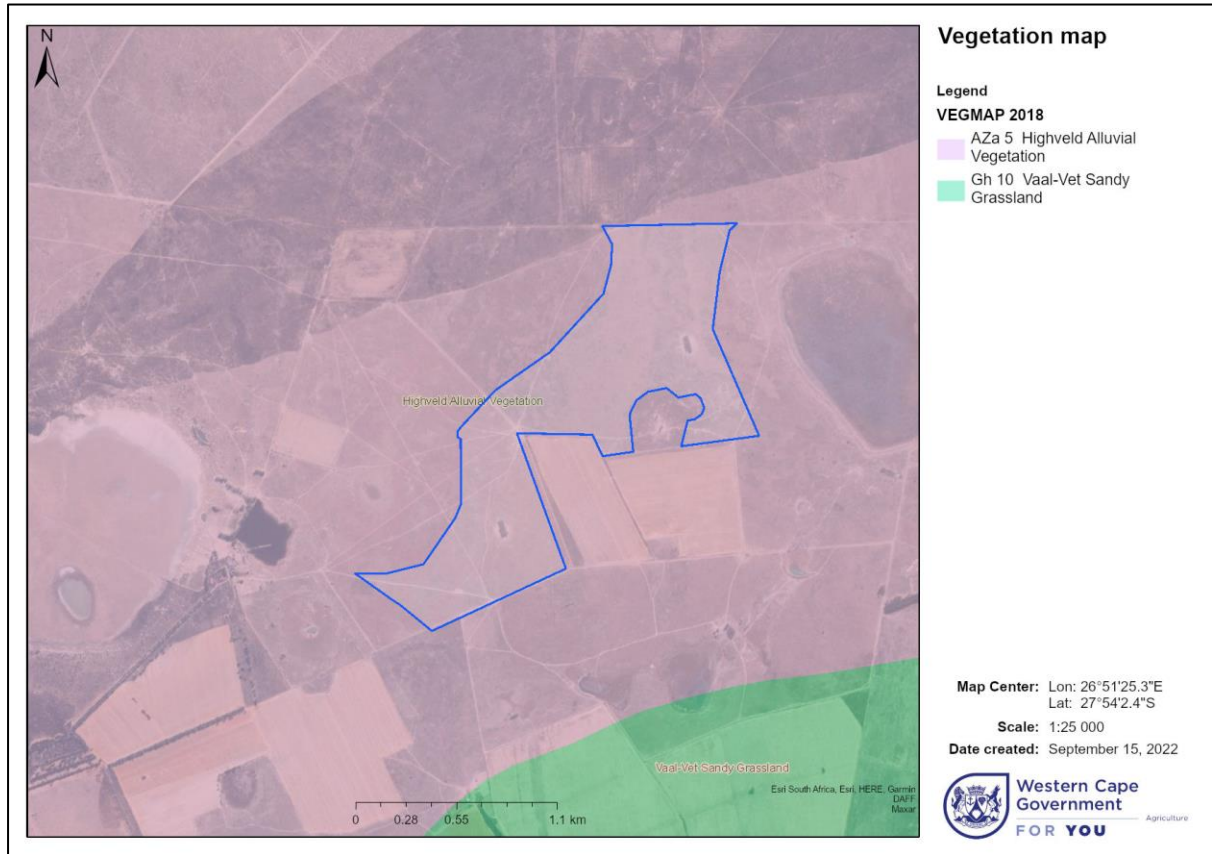 N
Vegetation map
Legend
VEGMAP 2018
AZa 5 Highveld Alluvial
Vegetation
Gh 10 Vaal-Vet Sandy
Grassland
Highveld Alluvial Vegetation
Vaal-Vet Sandy Grassland
Esri South Africa, Esri, HERE, Garmin
DAFF
Maxar
0 0.28 0.55 1.1 km
Map Center: Lon: 26°51'25.3"E
Lat: 27°54'2.4"S
Scale: 1:25 000
Date created: September 15, 2022
Western Cape
Government
Agriculture
FOR YOU